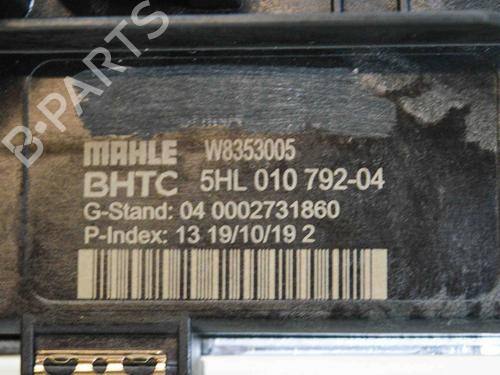 B-PARTS
MAHLE W8353005
BHTC 5HL 010 792-04
G-Stand: 04 0002731860
P-Index: 13 19/10/19 2